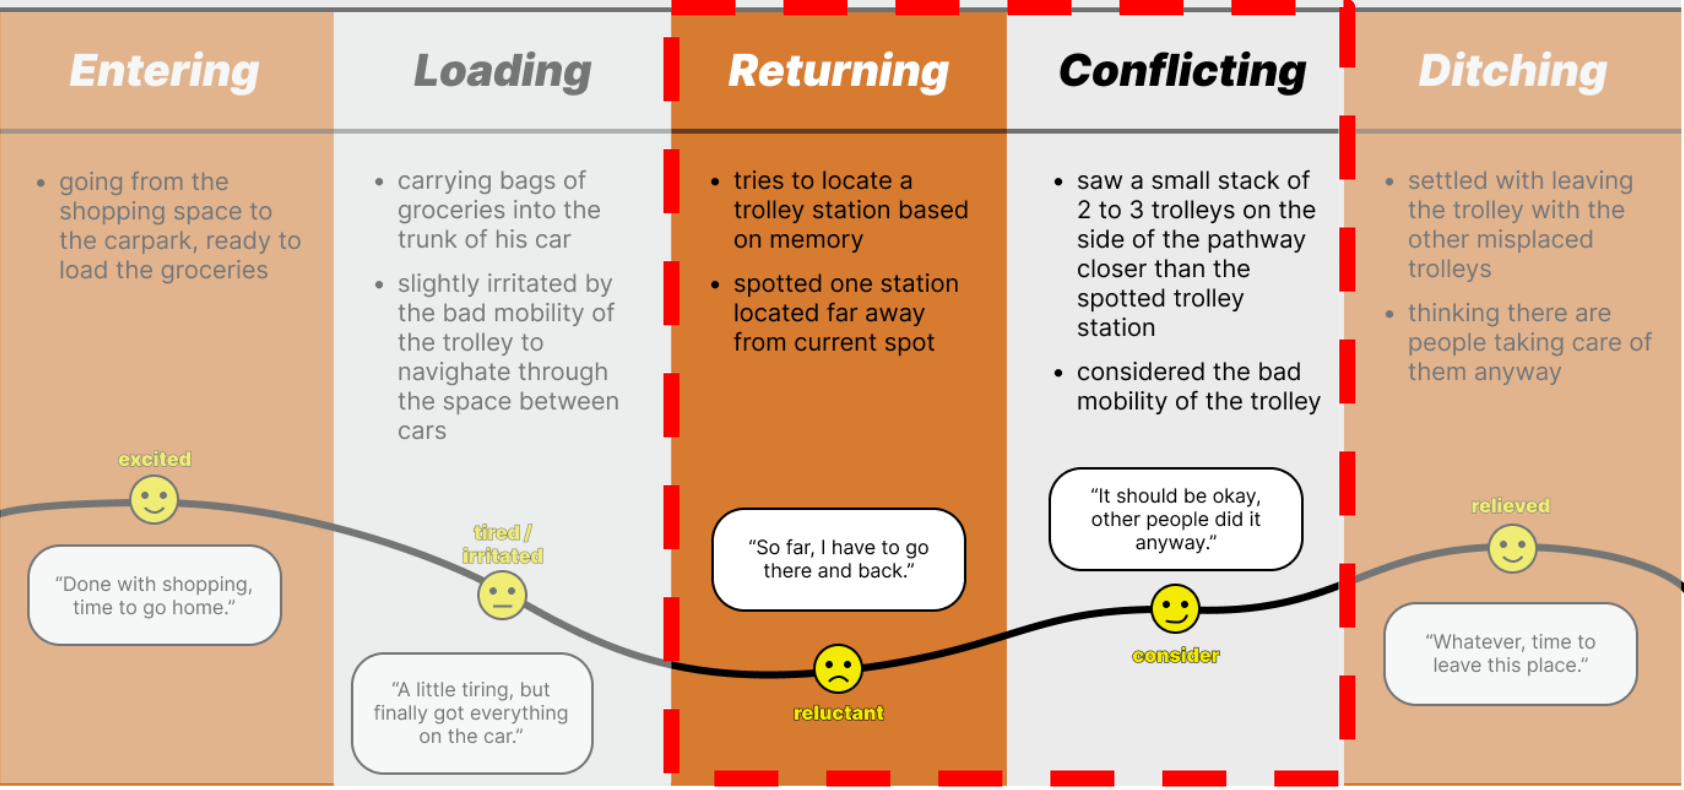 Entering
Loading
Returning
Conflicting
Ditching
• going from the
shopping space to
the carpark, ready to
load the groceries
excited
“Done with shopping,
time to go home.”
• carrying bags of
groceries into the
trunk of his car
• slightly irritated by
the bad mobility of
the trolley to
navighate through
the space between
cars
tired /
irritated
“A little tiring, but
finally got everything
on the car.”
• tries to locate a
trolley station based
on memory
• spotted one station
located far away
from current spot
“So far, I have to go
there and back.”
reluctant
• saw a small stack of
2 to 3 trolleys on the
side of the pathway
closer than the
spotted trolley
station
• considered the bad
mobility of the trolley
“It should be okay,
other people did it
anyway.”
consider
• settled with leaving
the trolley with the
other misplaced
trolleys
• thinking there are
people taking care of
them anyway
relieved
“Whatever, time to
leave this place.”